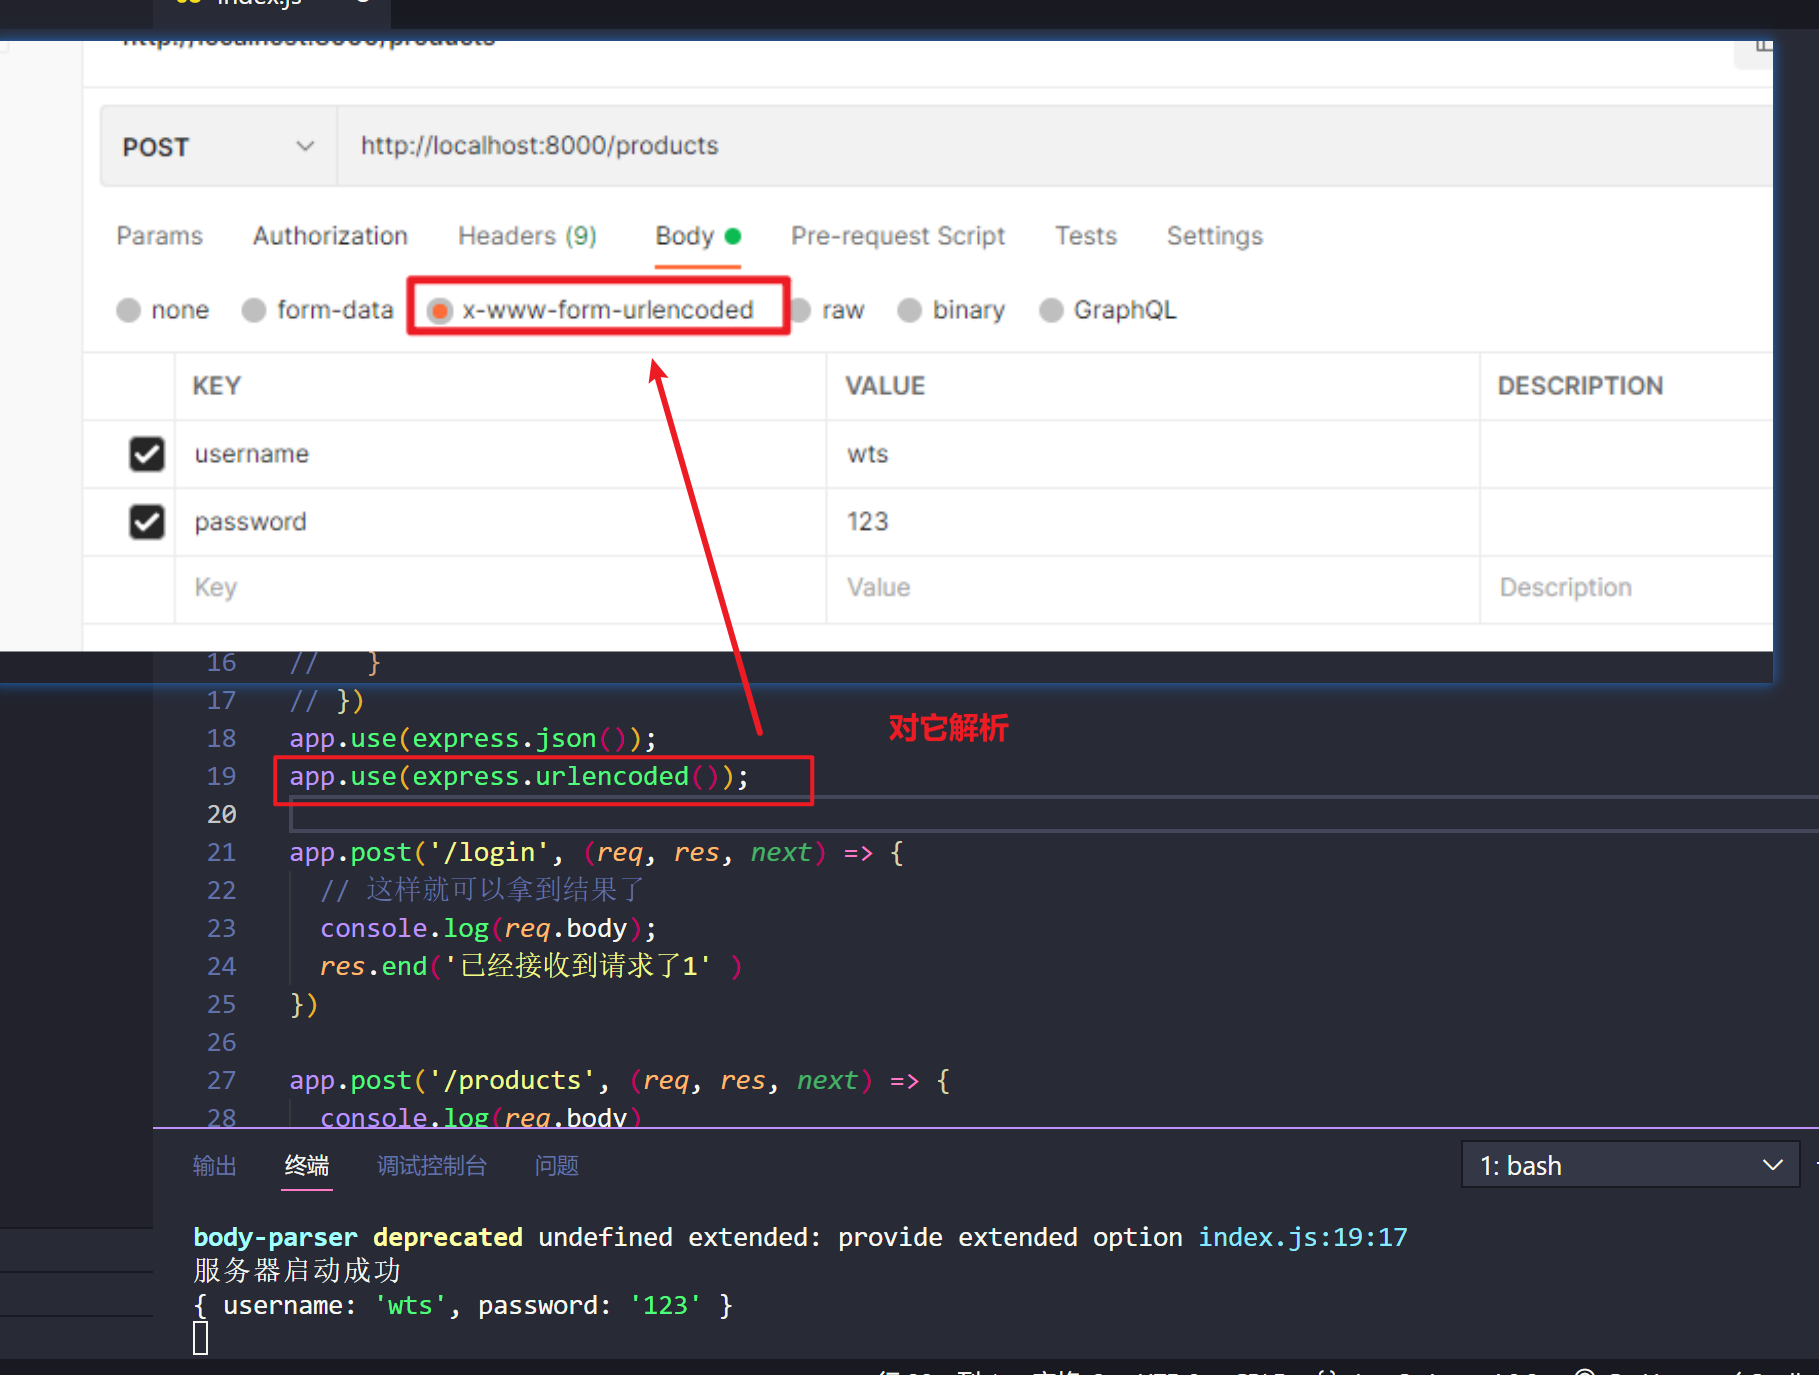 index.js
http://localhost:8000/products
POST
http://localhost:8000/products
Params Authorization Headers (9) Body Pre-request Script Tests Settings
none form-data x-www-form-urlencoded raw binary GraphQL
KEY VALUE DESCRIPTION
username wts
password 123
Key Value Description
16 // }
17 // })
对它解析
18 app.use(express.json());
19 app.use(express.urlencoded());
20
21 app.post('/login', (req, res, next) => {
22 // 这样就可以拿到结果了
23 console.log(req.body);
24 res.end('已经接收到请求了1' )
25 })
26
27 app.post('/products', (req, res, next) => {
28 console.log(req.body)
输出 终端 调试控制台 问题
1: bash
body-parser deprecated undefined extended: provide extended option index.js:19:17
服务器启动成功
{ username: 'wts', password: '123' }